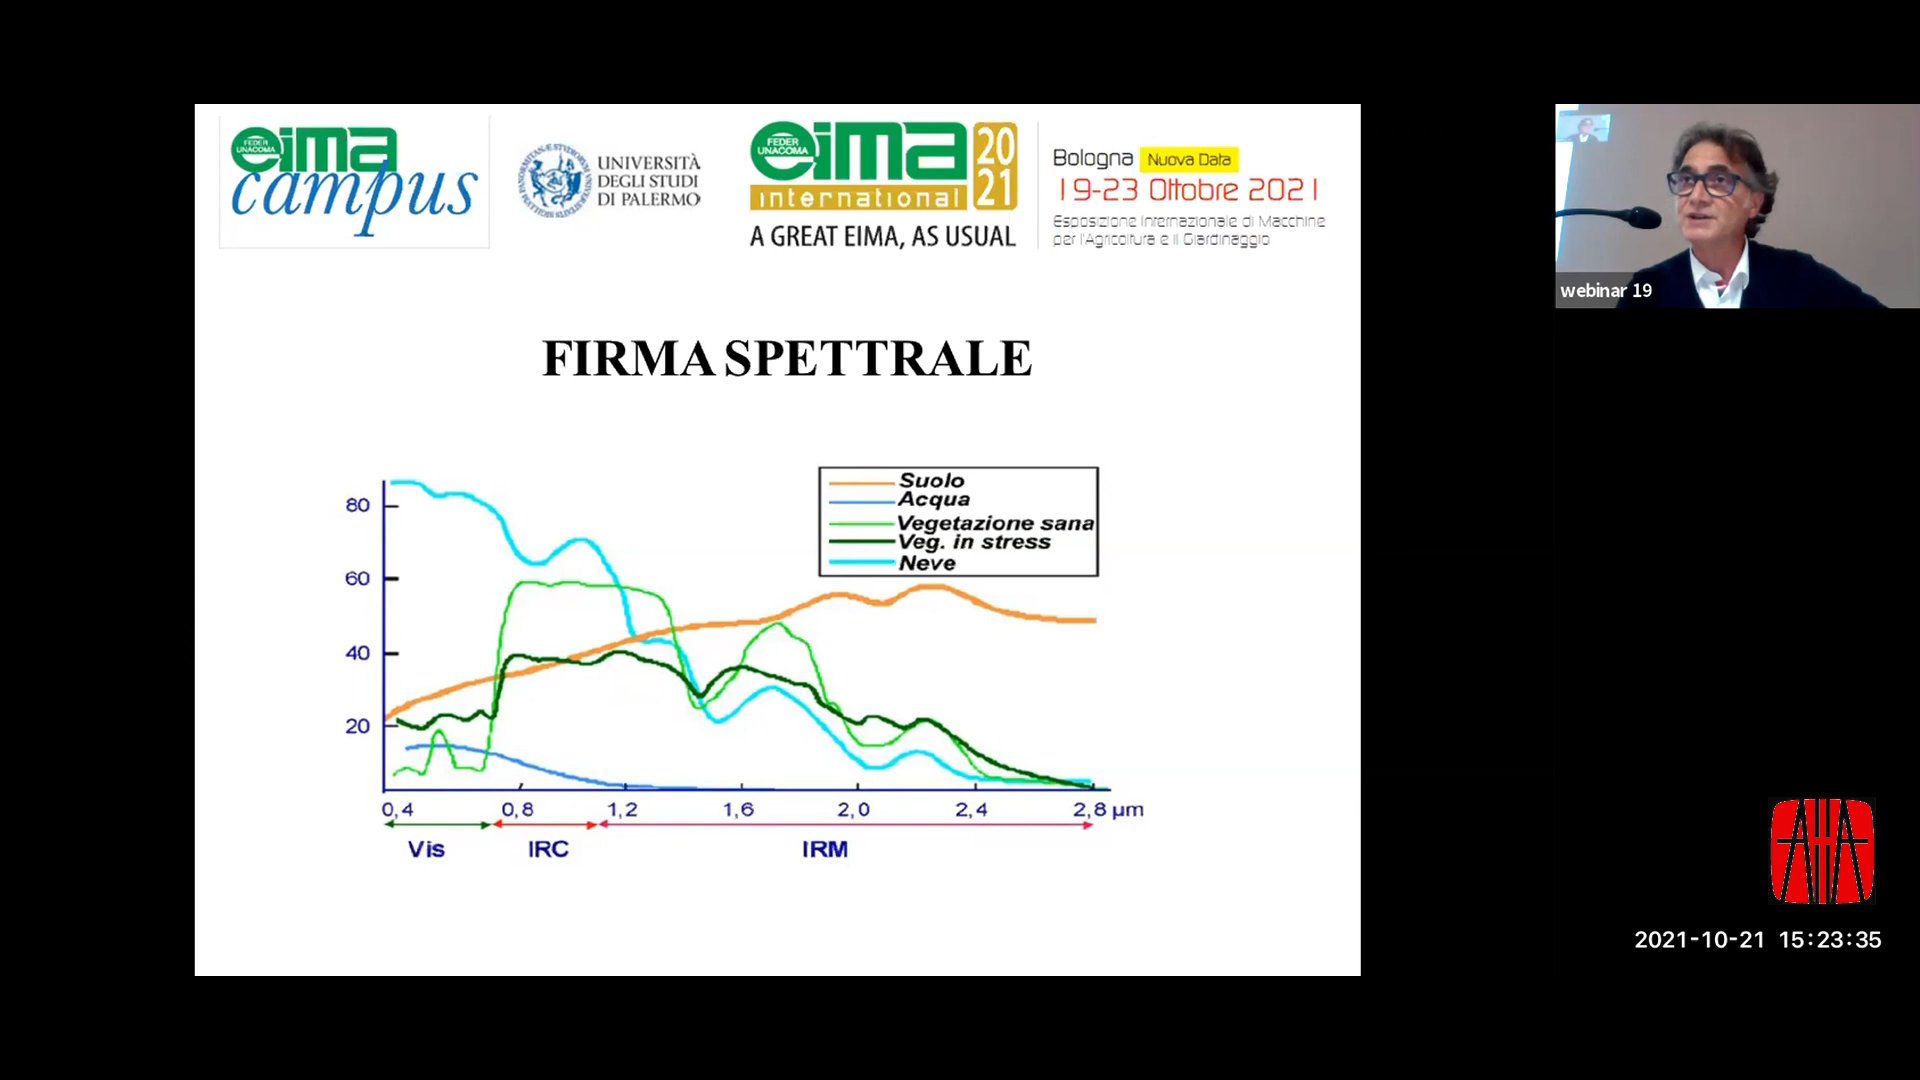 FEDER
UNACOMA
eima
campus
UNIVERSITÀ
DEGLI STUDI
DI PALERMO
FEDER
UNACOMA
eima
20
21
international
A GREAT EIMA, AS USUAL
Bologna Nuova Data
19-23 Ottobre 2021
Esposizione Internazionale di Macchine
per l'Agricoltura e il Giardinaggio
webinar 19
FIRMA SPETTRALE
Suolo
Acqua
Vegetazione sana
Veg. in stress
Neve
80
60
40
20
0,4 0,8 1,2 1,6 2,0 2,4 2,8 µm
Vis IRC IRM
2021-10-21 15:23:35